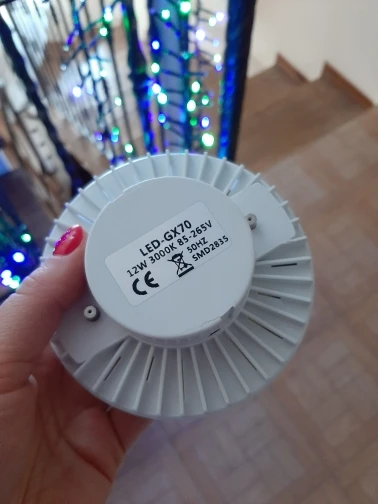 LED-GX70
12W 3000K 85-265V
50HZ
CE SMD2835